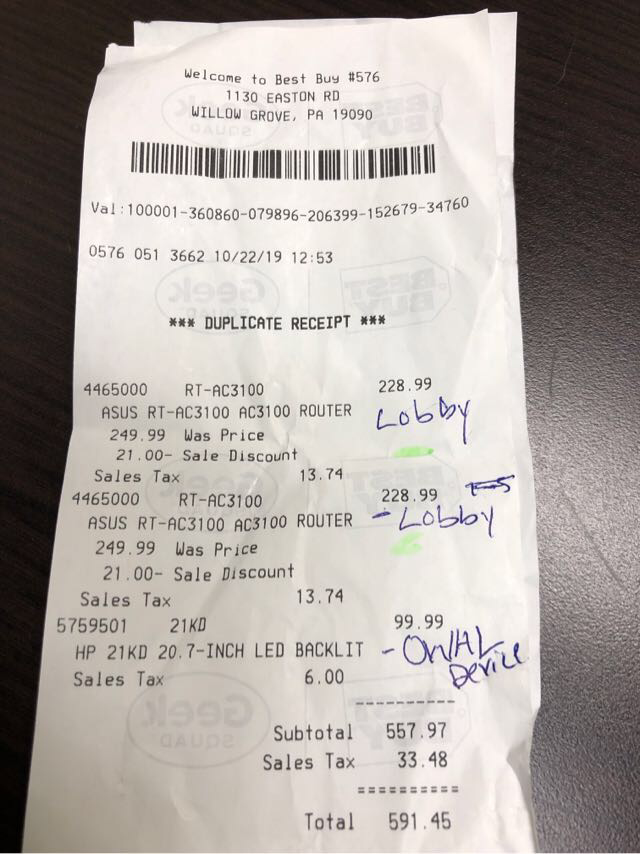 Welcome to Best Buy #576
1130 EASTON RD
WILLOW GROVE, PA 19090
Val:100001-360860-079896-206399-152679-34760
0576 051 3662 10/22/19 12:53
*** DUPLICATE RECEIPT ***
4465000 RT-AC3100 228.99
ASUS RT-AC3100 AC3100 ROUTER Lobby
249.99 Was Price
21.00- Sale Discount
Sales Tax 13.74
4465000 RT-AC3100 228.99
ASUS RT-AC3100 AC3100 ROUTER - Lobby
249.99 Was Price
21.00- Sale Discount
Sales Tax 13.74
5759501 21KD 99.99
HP 21KD 20.7-INCH LED BACKLIT -
Device
Sales Tax 6.00
Subtotal 557.97
Sales Tax 33.48
Total 591.45
Geek SQUAD
BEST BUY